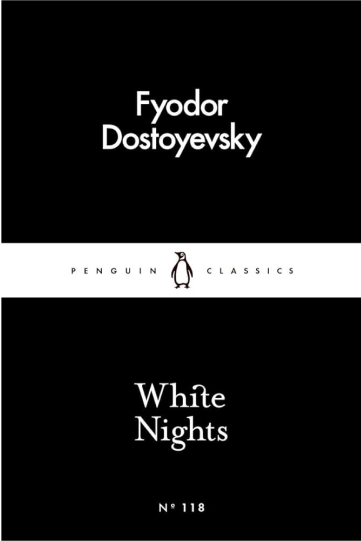 Fyodor
Dostoyevsky
PENGUIN CLASSICS
White
Nights
Nº 118